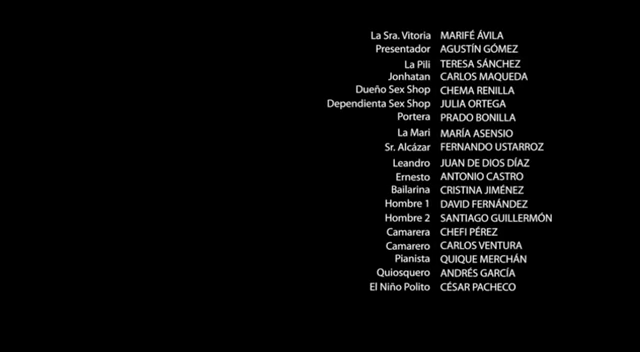 La Sra. Vitoria MARIFÉ ÁVILA
Presentador AGUSTÍN GÓMEZ
La Pili TERESA SÁNCHEZ
Jonhatan CARLOS MAQUEDA
Dueño Sex Shop CHEMA RENILLA
Dependienta Sex Shop JULIA ORTEGA
Portera PRADO BONILLA
La Mari MARÍA ASENSIO
Sr. Alcázar FERNANDO USTARROZ
Leandro JUAN DE DIOS DÍAZ
Ernesto ANTONIO CASTRO
Bailarina CRISTINA JIMÉNEZ
Hombre 1 DAVID FERNÁNDEZ
Hombre 2 SANTIAGO GUILLERMÓN
Camarera CHEFI PÉREZ
Camarero CARLOS VENTURA
Pianista QUIQUE MERCHÁN
Quiosquero ANDRÉS GARCÍA
El Niño Polito CÉSAR PACHECO